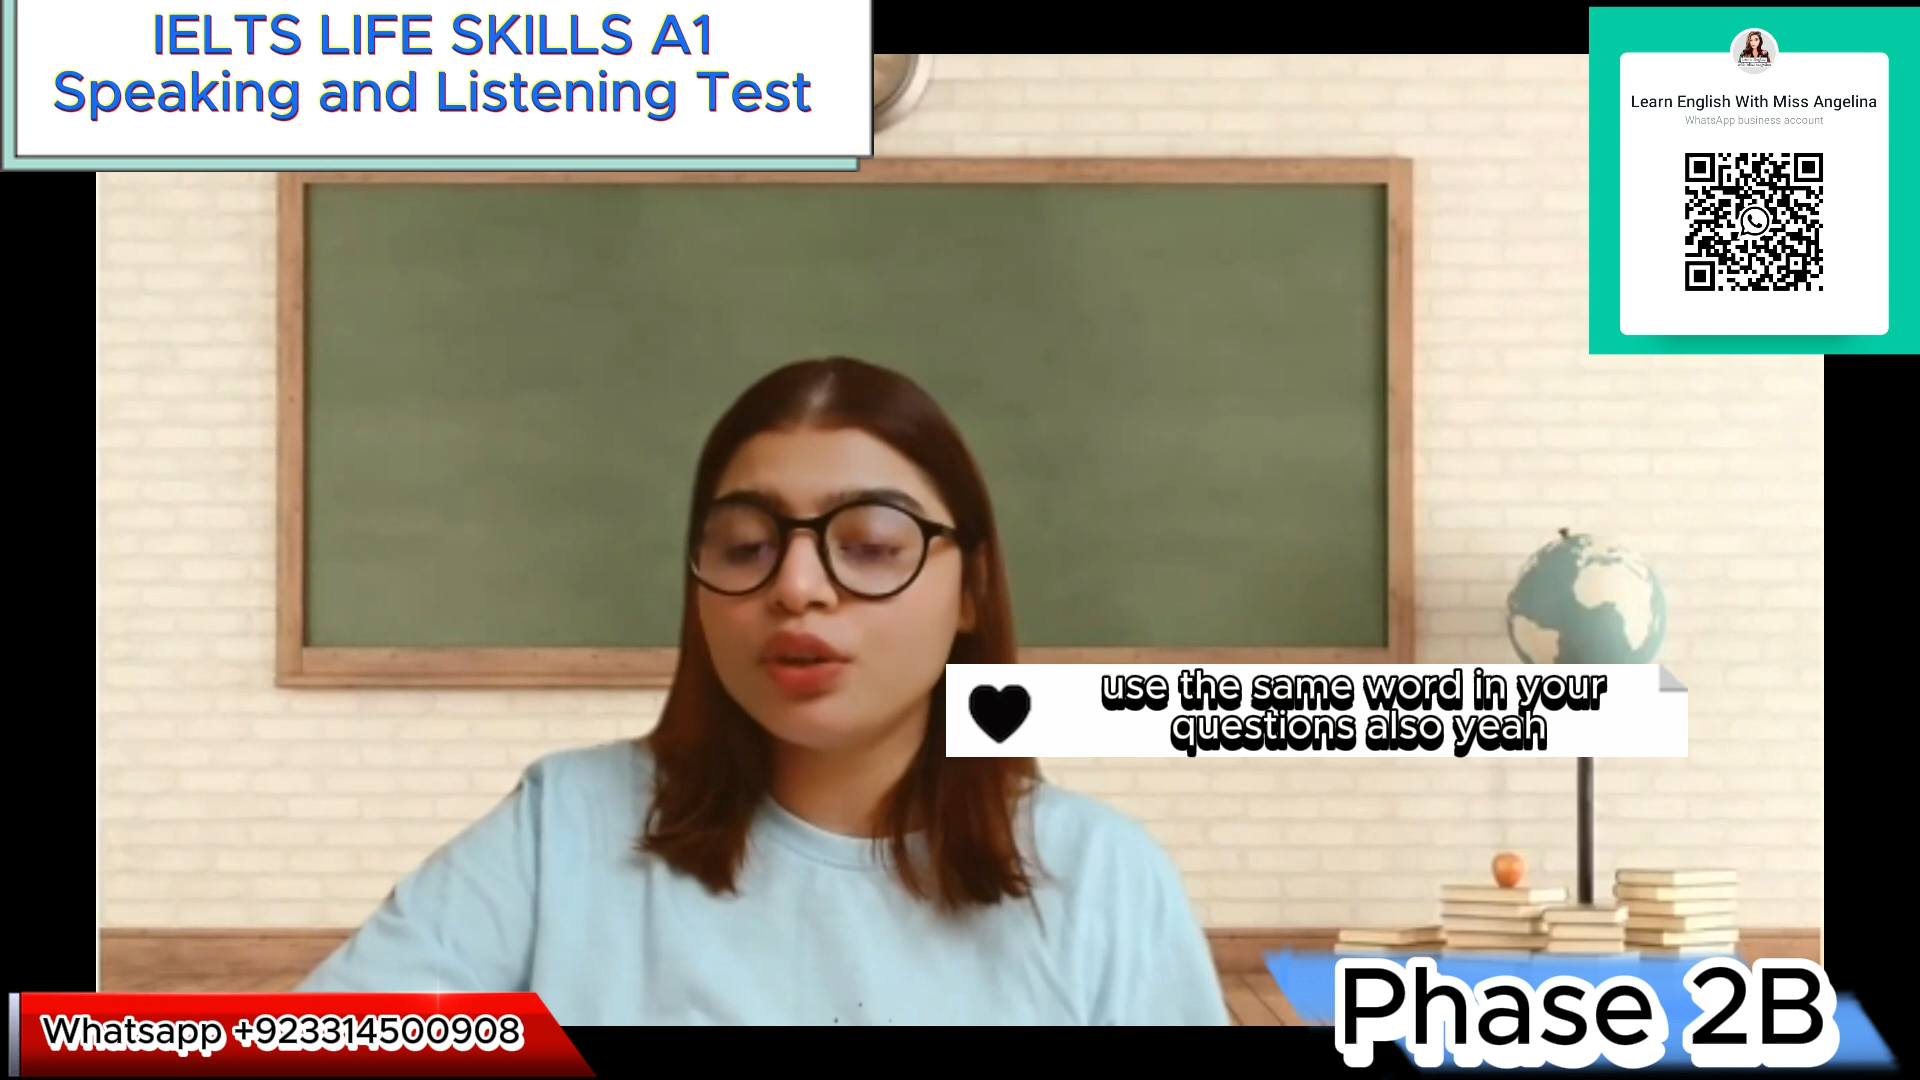 IELTS LIFE SKILLS A1
Speaking and Listening Test
Learn English With Miss Angelina
WhatsApp business account
use the same word in your
questions also yeah
Whatsapp +923314500908
Phase 2B